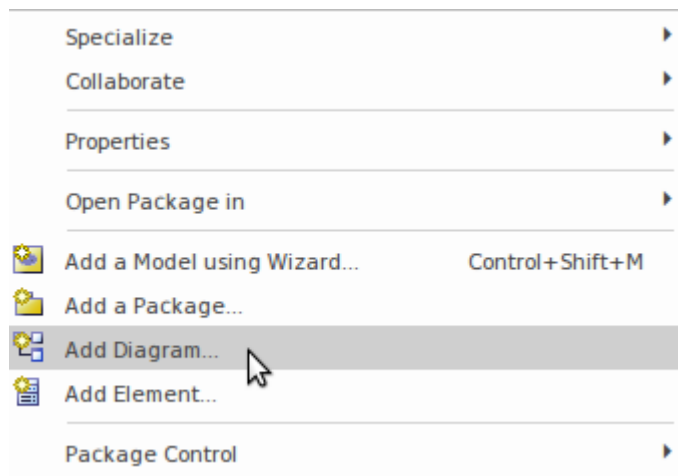 Specialize
Collaborate
Properties
Open Package in
Add a Model using Wizard... Control+Shift+M
Add a Package...
Add Diagram...
Add Element...
Package Control